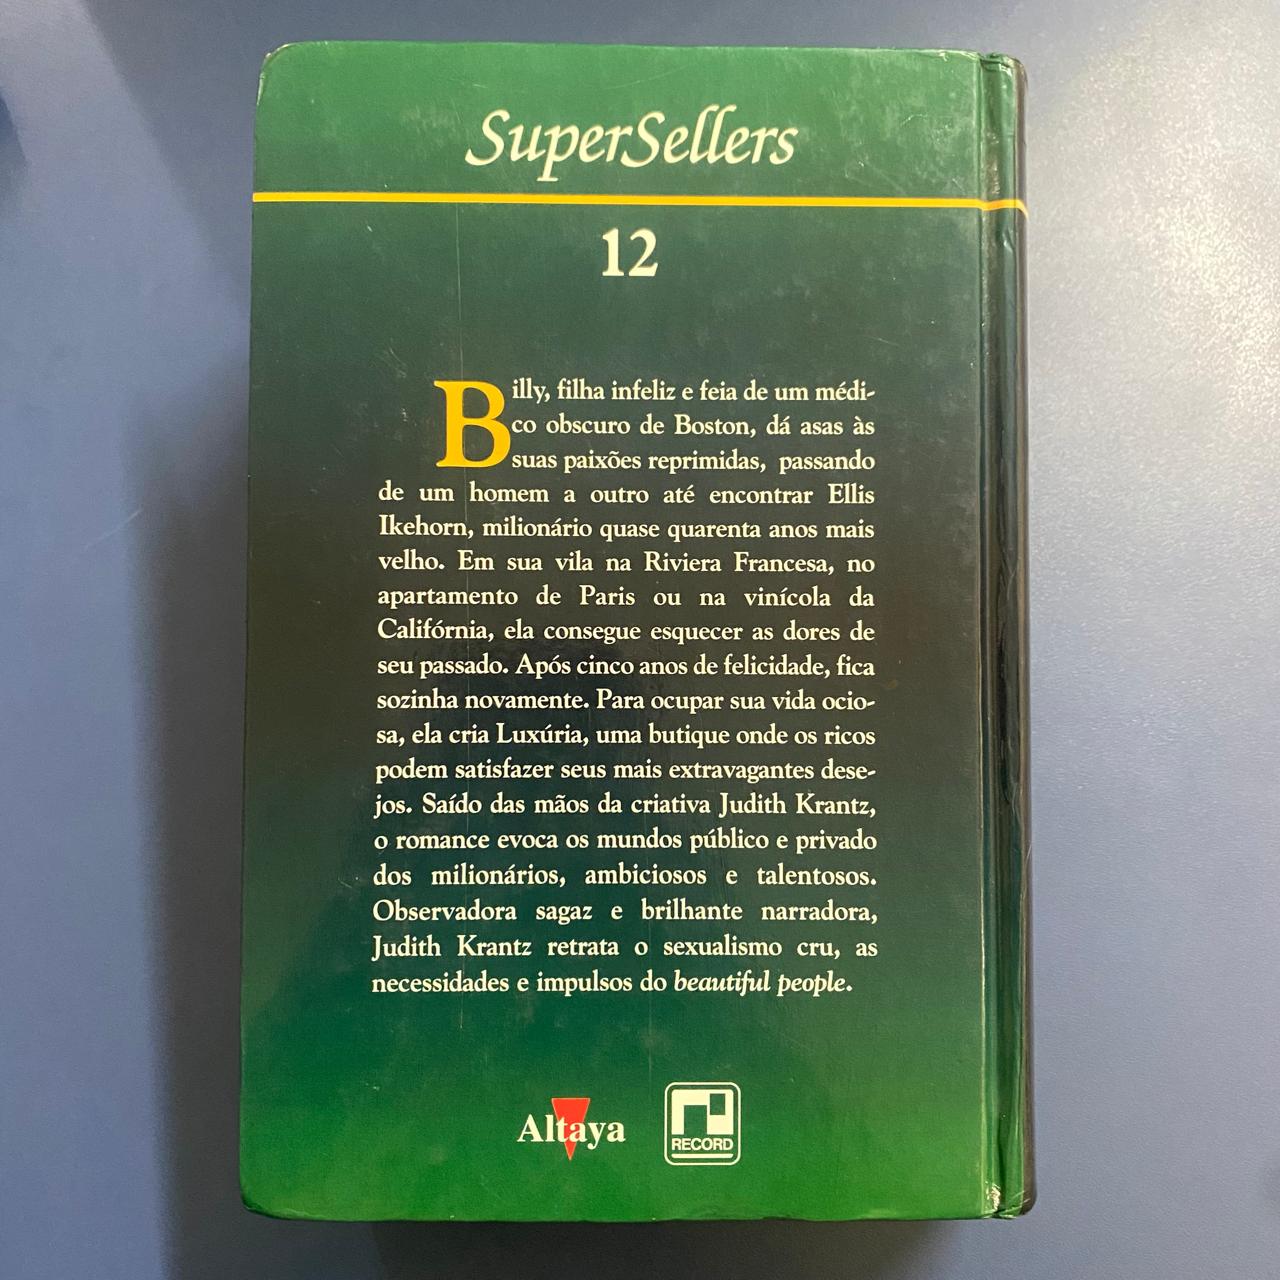 SuperSellers
12
Billy, filha infeliz e feia de um médi-
co obscuro de Boston, dá asas às
suas paixões reprimidas, passando
de um homem a outro até encontrar Ellis
Ikehorn, milionário quase quarenta anos mais
velho. Em sua vila na Riviera Francesa, no
apartamento de Paris ou na vinícola da
Califórnia, ela consegue esquecer as dores de
seu passado. Após cinco anos de felicidade, fica
sozinha novamente. Para ocupar sua vida ocio-
sa, ela cria Luxúria, uma butique onde os ricos
podem satisfazer seus mais extravagantes dese-
jos. Saído das mãos da criativa Judith Krantz,
o romance evoca os mundos público e privado
dos milionários, ambiciosos e talentosos.
Observadora sagaz e brilhante narradora,
Judith Krantz retrata o sexualismo cru, as
necessidades e impulsos do beautiful people.
Altaya
RECORD